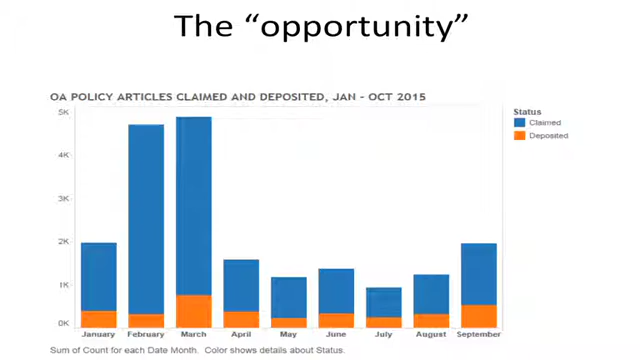 The “opportunity”
OA POLICY ARTICLES CLAIMED AND DEPOSITED, JAN - OCT 2015
Status
Claimed
Deposited
5K
4K
3K
2K
1K
0K
January February March April May June July August September
Sum of Count for each Date Month. Color shows details about Status.